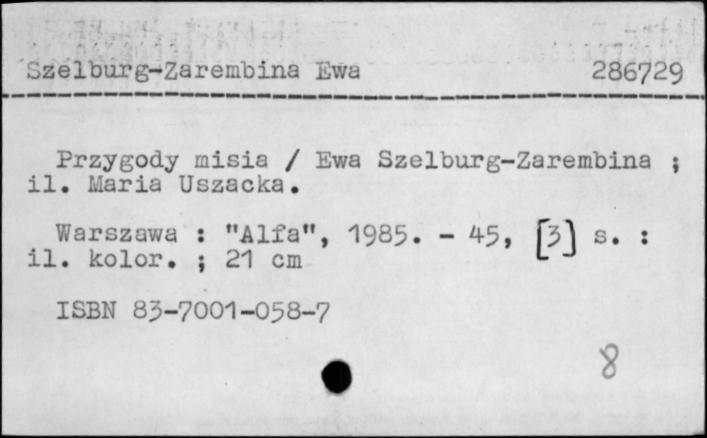 Szelburg-Zarembina Ewa 286729
Przygody misia / Ewa Szelburg-Zarembina ;
il. Maria Uszacka.
Warszawa : "Alfa", 1985. - 45, [3] s. :
il. kolor. ; 21 cm
ISBN 83-7001-058-7
8